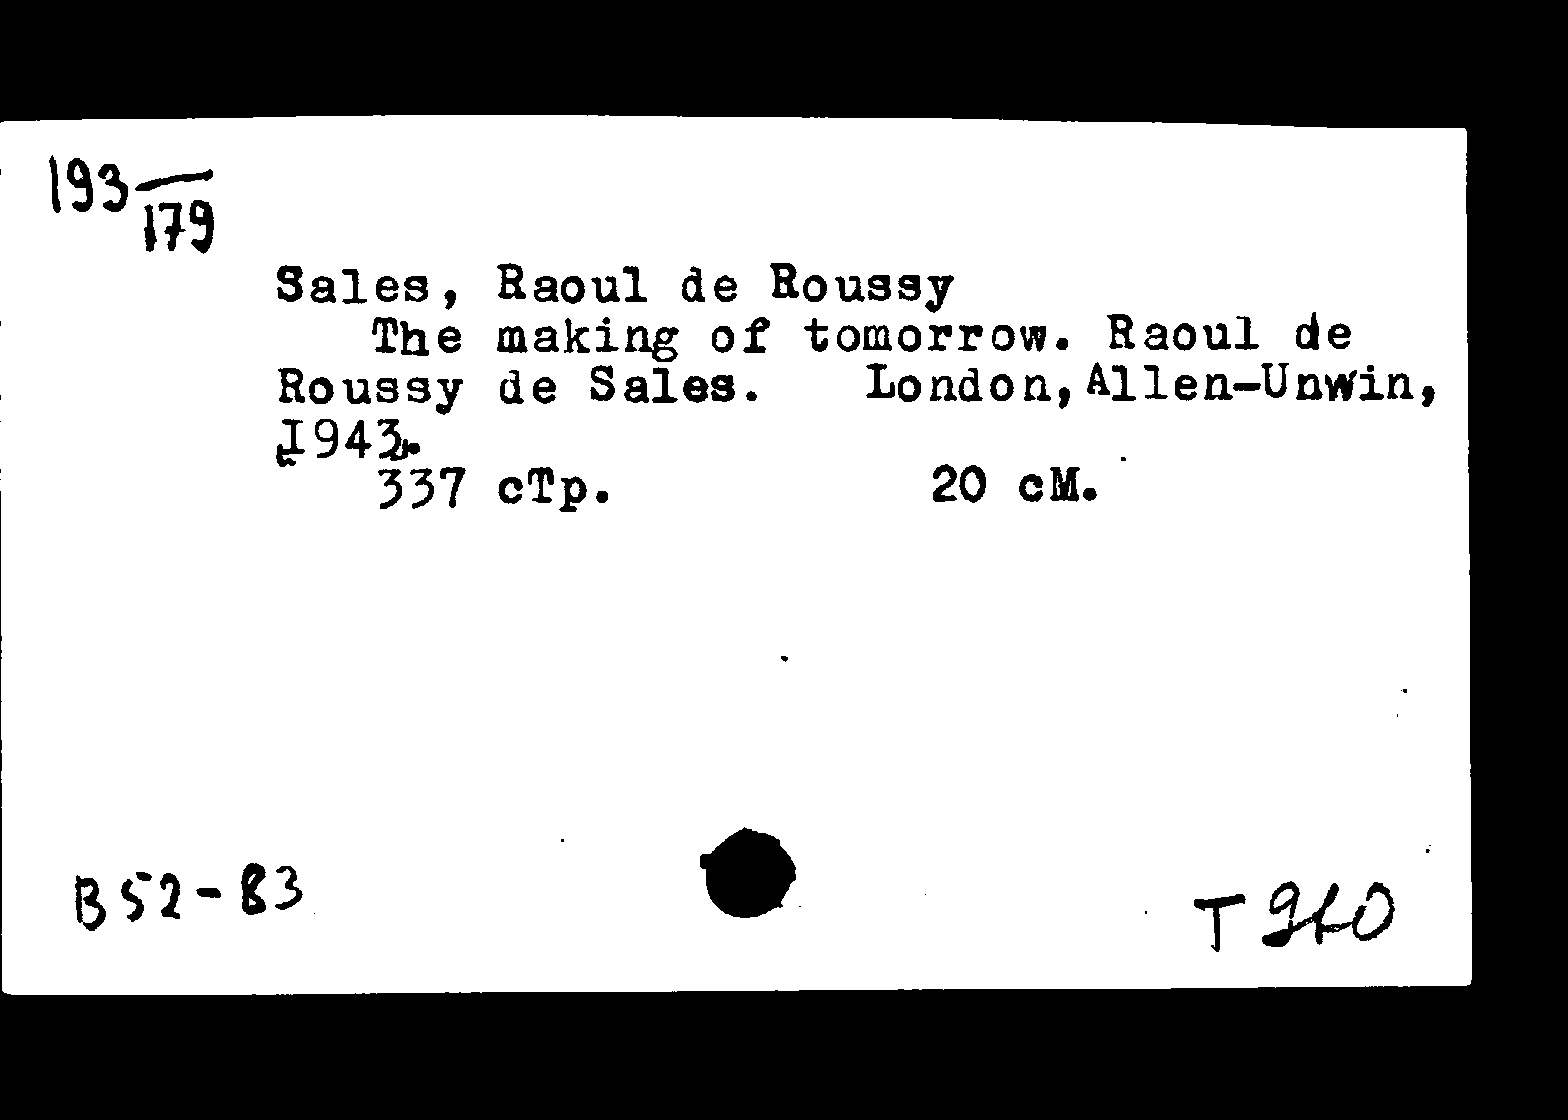 193
179
Sales, Raoul de Roussy
The making of tomorrow. Raoul de
Roussy de Sales. London, Allen-Unwin,
I943.
337 cTp. 20 cM.
B52-83
T